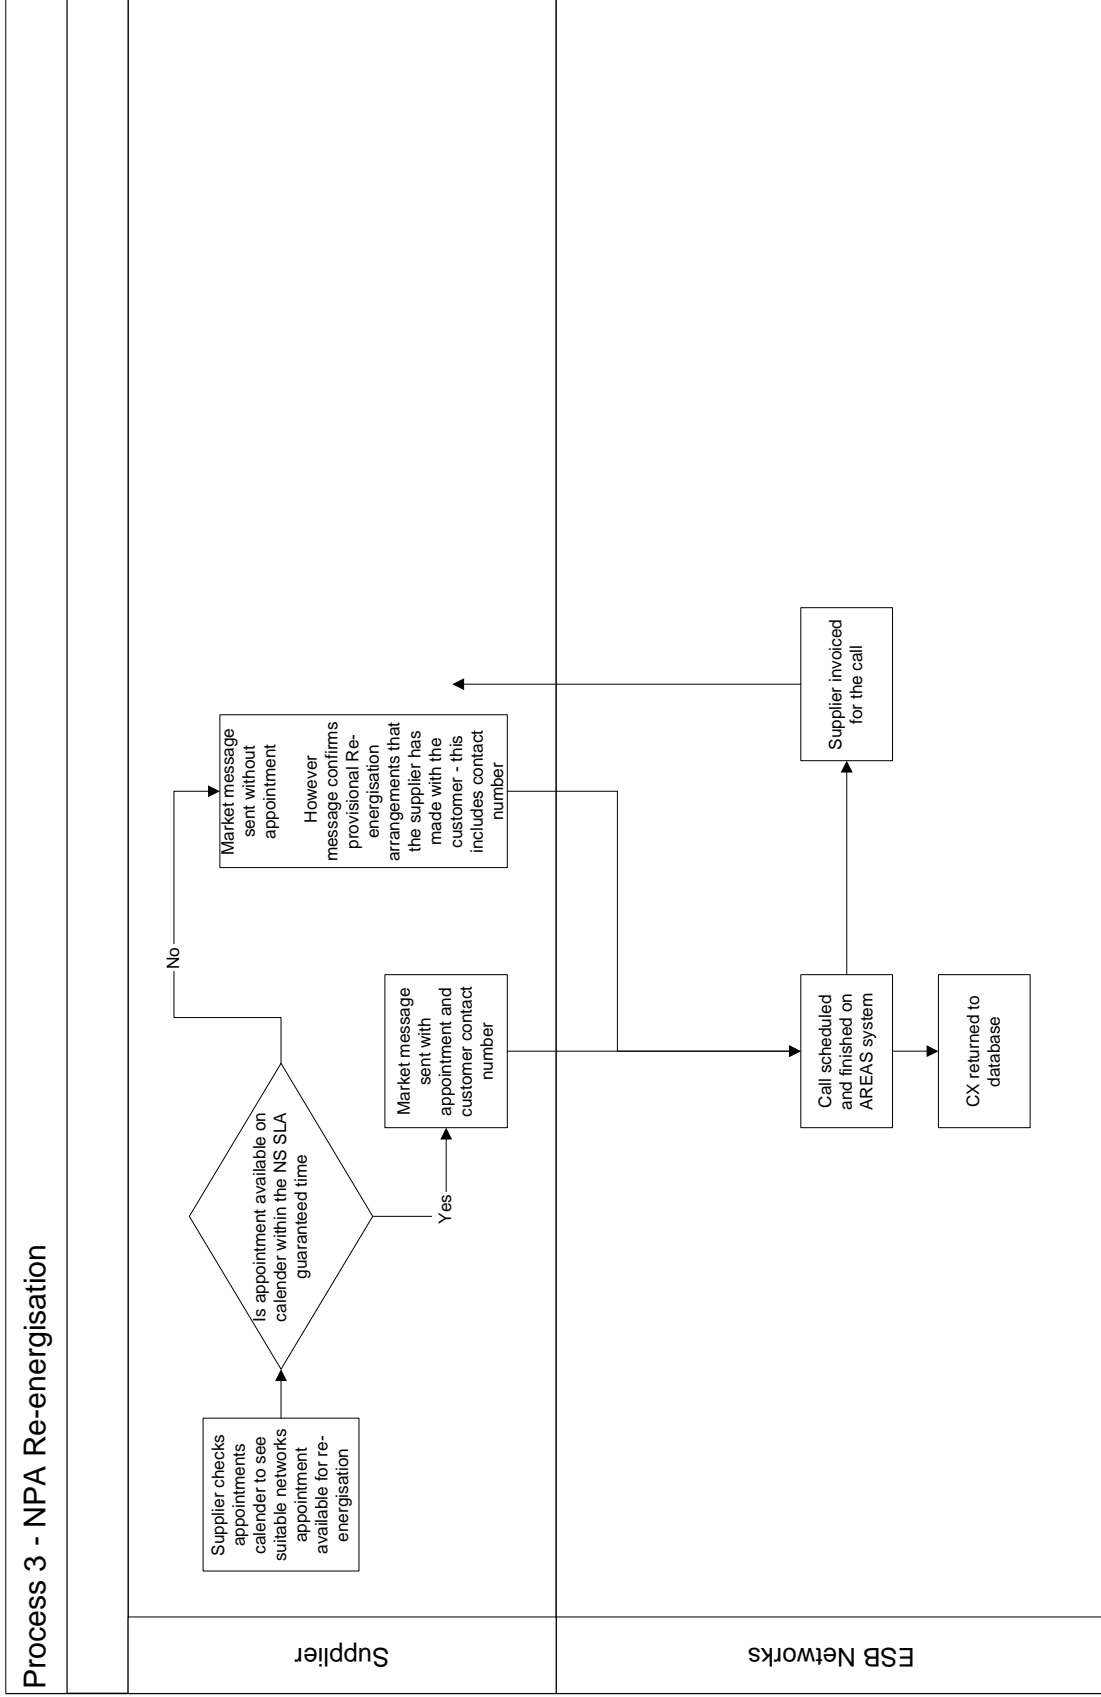 Process 3 - NPA Re-energisation
Supplier
Supplier checks
appointments
calender to see
suitable networks
appointment
available for re-
energisation
Is appointment available on
calender within the NS SLA
guaranteed time
No
Yes
Market message
sent with
appointment and
customer contact
number
Market message
sent without
appointment
However
message confirms
provisional Re-
energisation
arrangements that
the supplier has
made with the
customer - this
includes contact
number
ESB Networks
Call scheduled
and finished on
AREAS system
CX returned to
database
Supplier invoiced
for the call